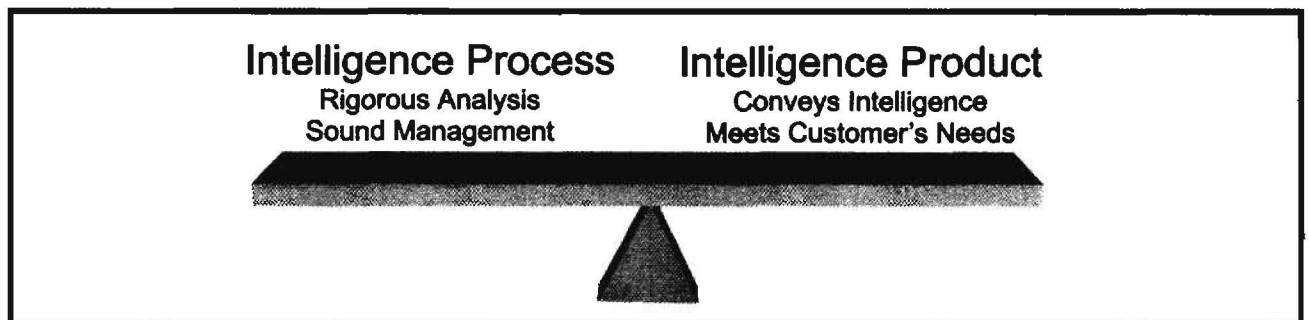 Intelligence Process
Rigorous Analysis
Sound Management
Intelligence Product
Conveys Intelligence
Meets Customer's Needs